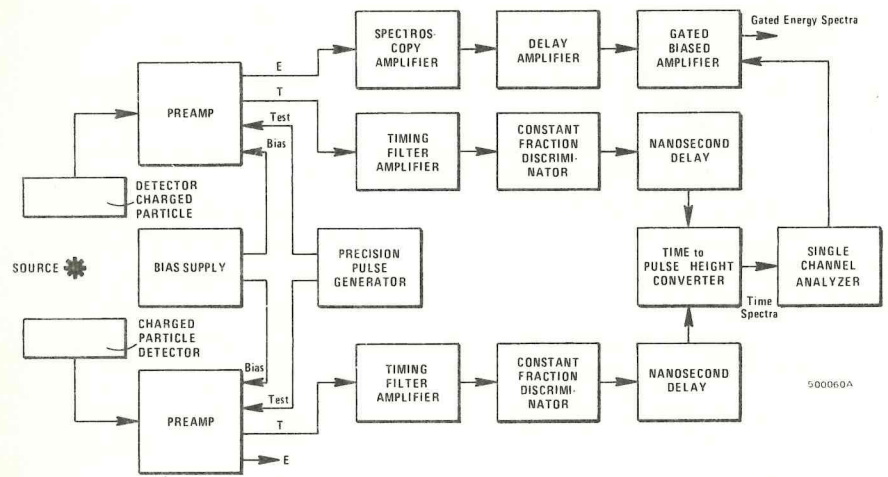 SPECTROS-
COPY
AMPLIFIER
DELAY
AMPLIFIER
GATED
BIASED
AMPLIFIER
Gated Energy Spectra
E
T
Test
Bias
PREAMP
TIMING
FILTER
AMPLIFIER
CONSTANT
FRACTION
DISCRIMI-
NATOR
NANOSECOND
DELAY
DETECTOR
CHARGED
PARTICLE
SOURCE
BIAS SUPPLY
PRECISION
PULSE
GENERATOR
TIME to
PULSE HEIGHT
CONVERTER
SINGLE
CHANNEL
ANALYZER
Time
Spectra
CHARGED
PARTICLE
DETECTOR
Bias
Test
T
E
PREAMP
TIMING
FILTER
AMPLIFIER
CONSTANT
FRACTION
DISCRIMI-
NATOR
NANOSECOND
DELAY
500060A